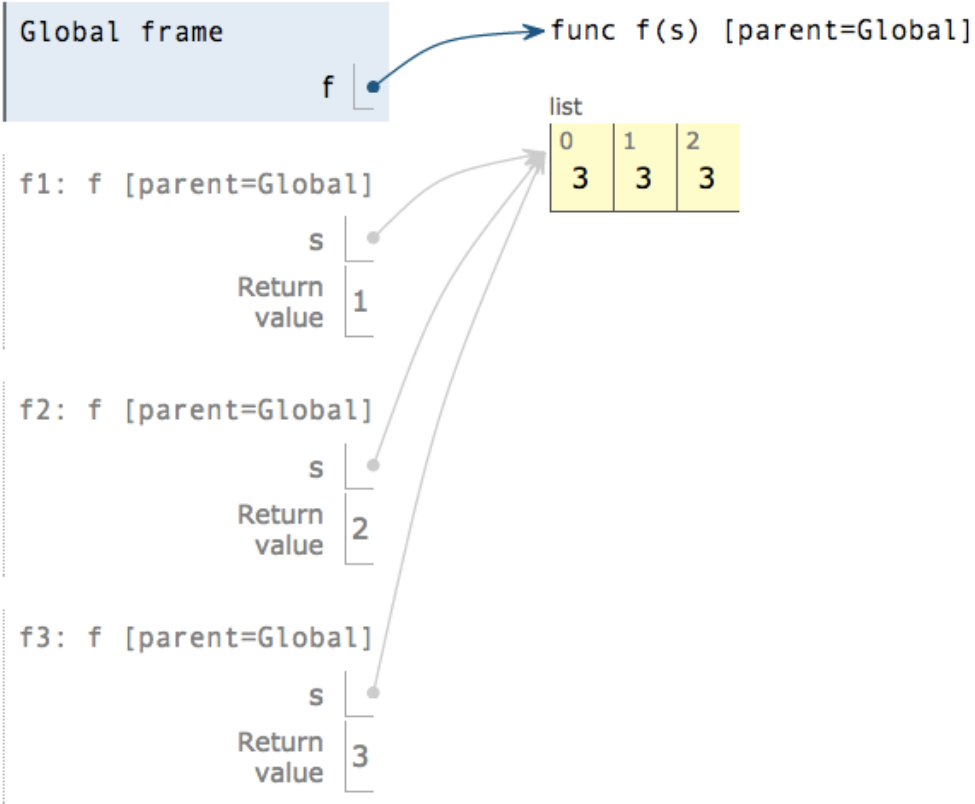 Global frame
f
func f(s) [parent=Global]
list
0 1 2
3 3 3
f1: f [parent=Global]
s
Return
value 1
f2: f [parent=Global]
s
Return
value 2
f3: f [parent=Global]
s
Return
value 3